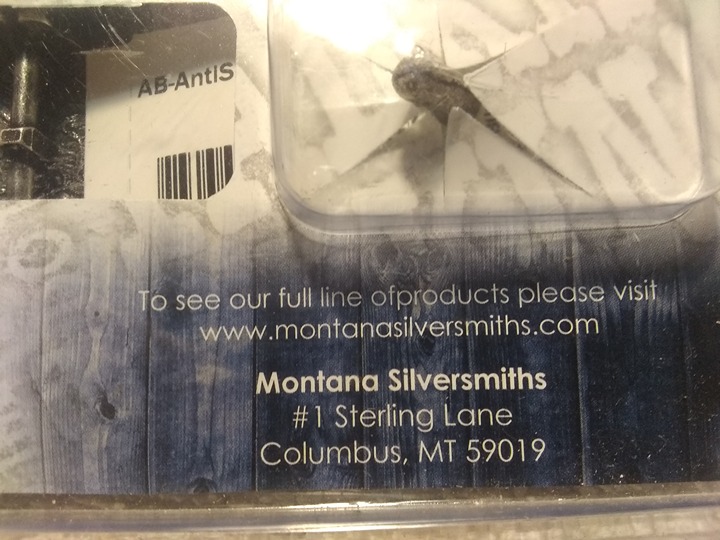 AB-AntIS
To see our full line ofproducts please visit
www.montanasilversmiths.com
Montana Silversmiths
#1 Sterling Lane
Columbus, MT 59019